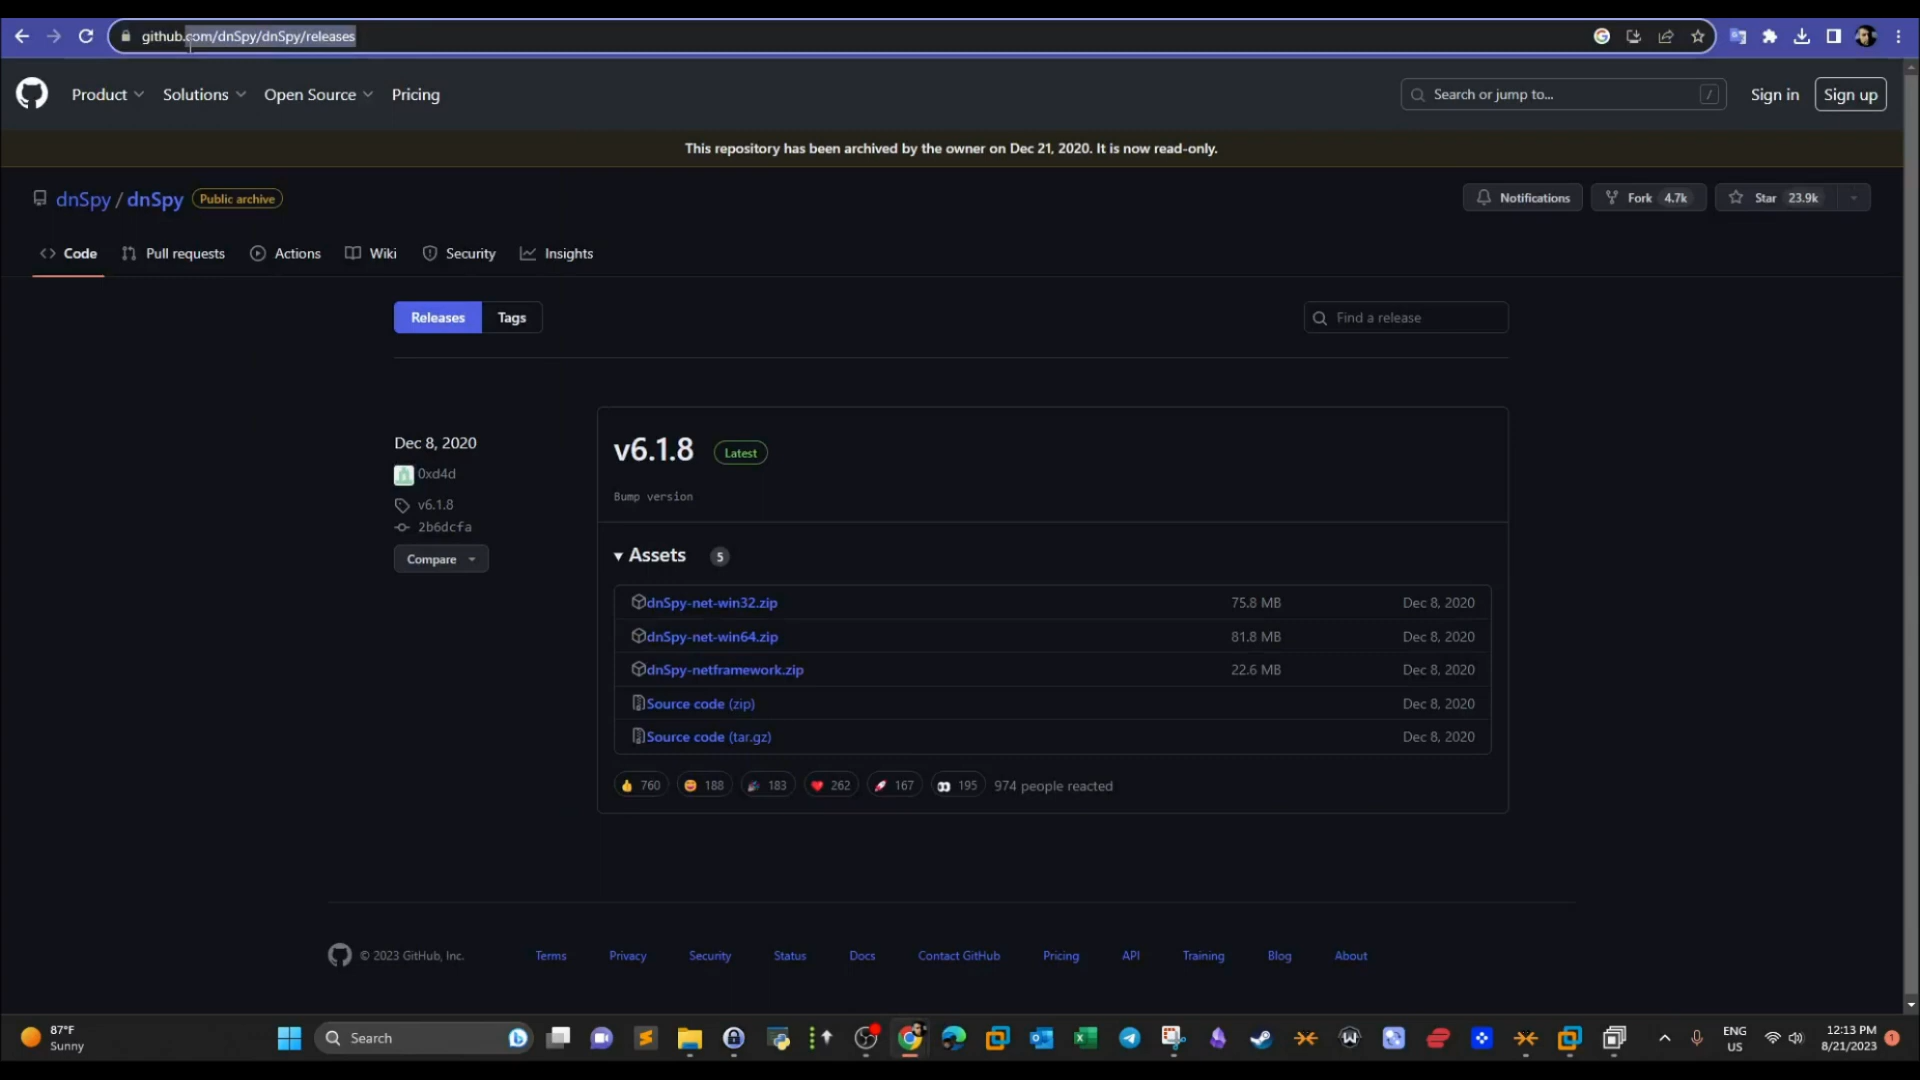 github.com/dnSpy/dnSpy/releases
Product Solutions Open Source Pricing Search or jump to... / Sign in Sign up
This repository has been archived by the owner on Dec 21, 2020. It is now read-only.
dnSpy / dnSpy Public archive Notifications Fork 4.7k Star 23.9k
Code Pull requests Actions Wiki Security Insights
Releases Tags Find a release
Dec 8, 2020
0xd4d
v6.1.8
2b6dcfa
Compare
v6.1.8 Latest
Bump version
Assets 5
dnSpy-net-win32.zip 75.8 MB Dec 8, 2020
dnSpy-net-win64.zip 81.8 MB Dec 8, 2020
dnSpy-netframework.zip 22.6 MB Dec 8, 2020
Source code (zip) Dec 8, 2020
Source code (tar.gz) Dec 8, 2020
760 188 183 262 167 195 974 people reacted
© 2023 GitHub, Inc. Terms Privacy Security Status Docs Contact GitHub Pricing API Training Blog About
87°F
Sunny
Search
ENG
US
12:13 PM
8/21/2023
1